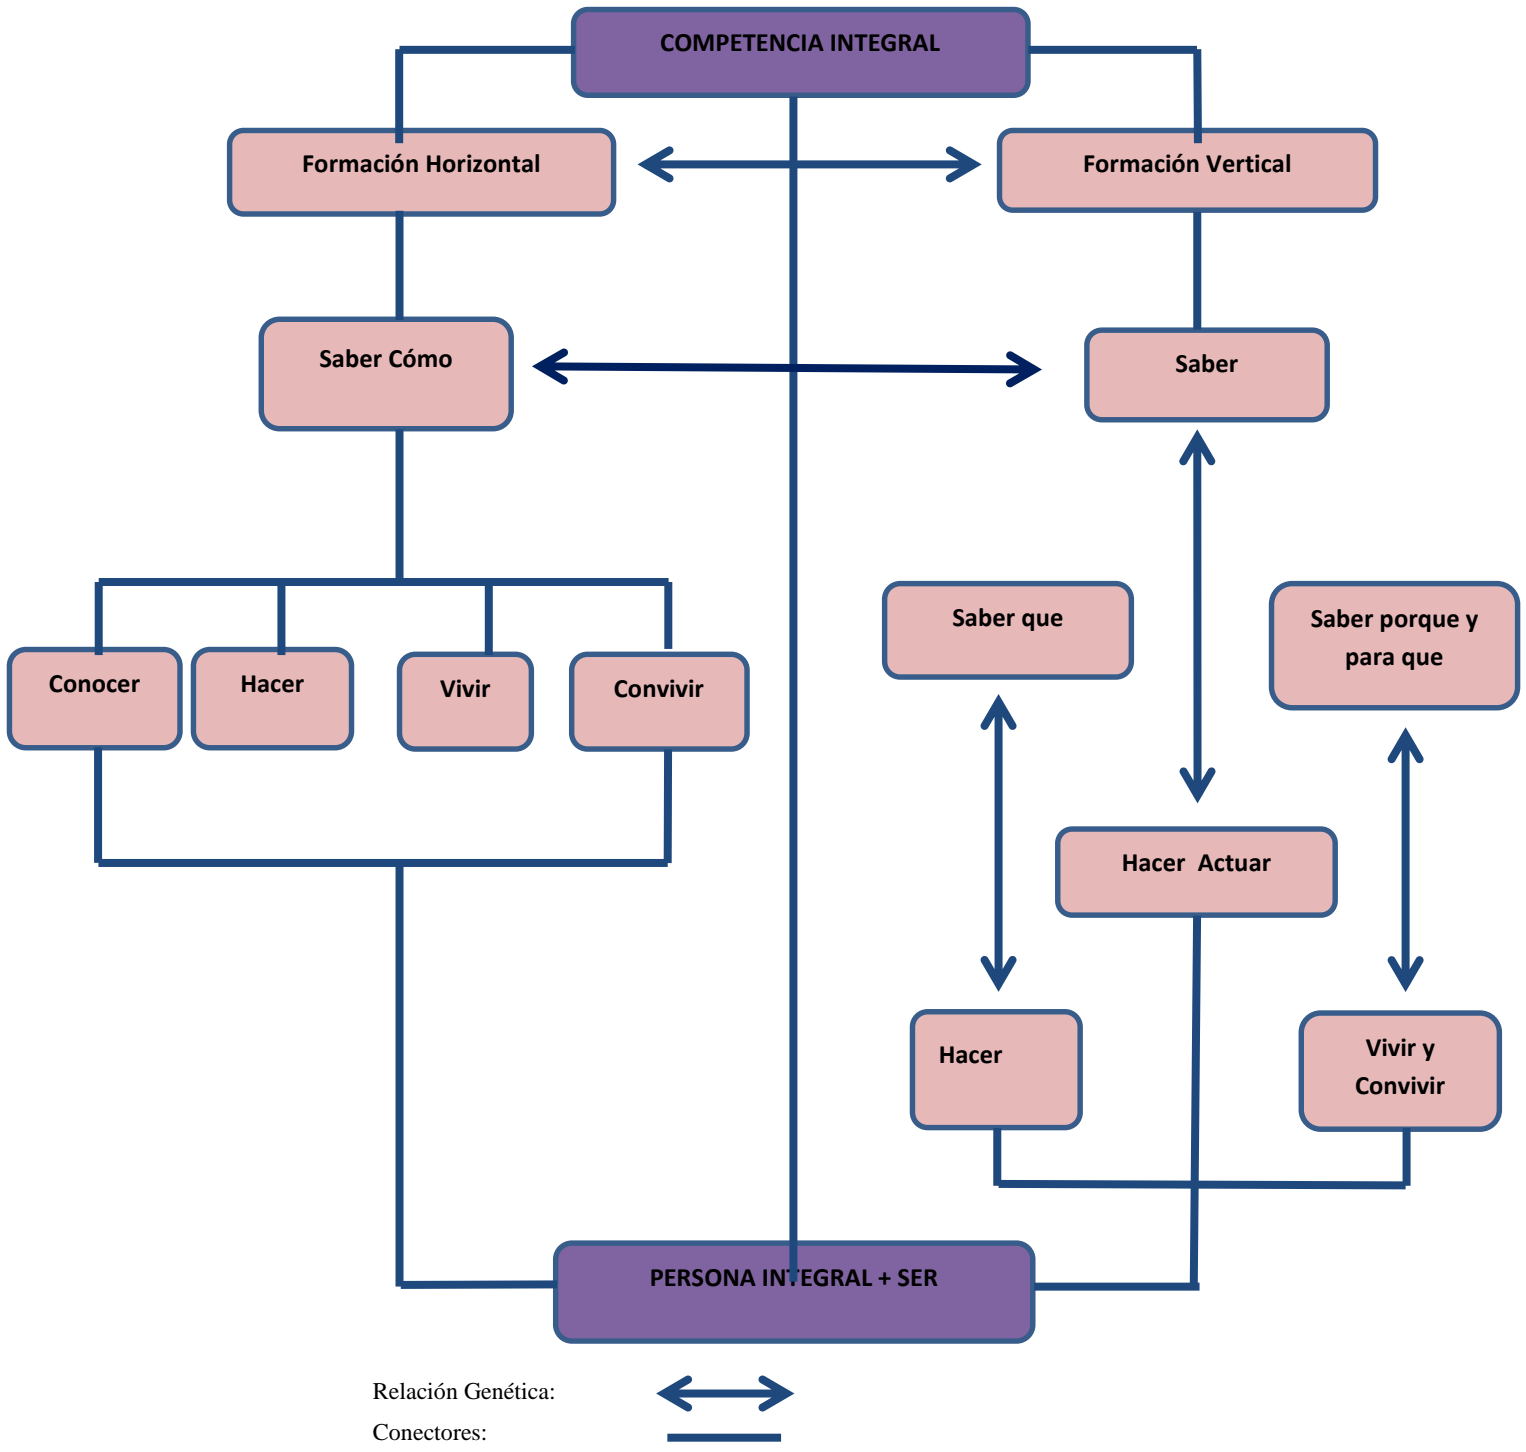 COMPETENCIA INTEGRAL
Formación Horizontal
Formación Vertical
Saber Cómo
Saber
Saber que
Saber porque y
para que
Conocer
Hacer
Vivir
Convivir
Hacer Actuar
Hacer
Vivir y
Convivir
PERSONA INTEGRAL + SER
Relación Genética:
Conectores: